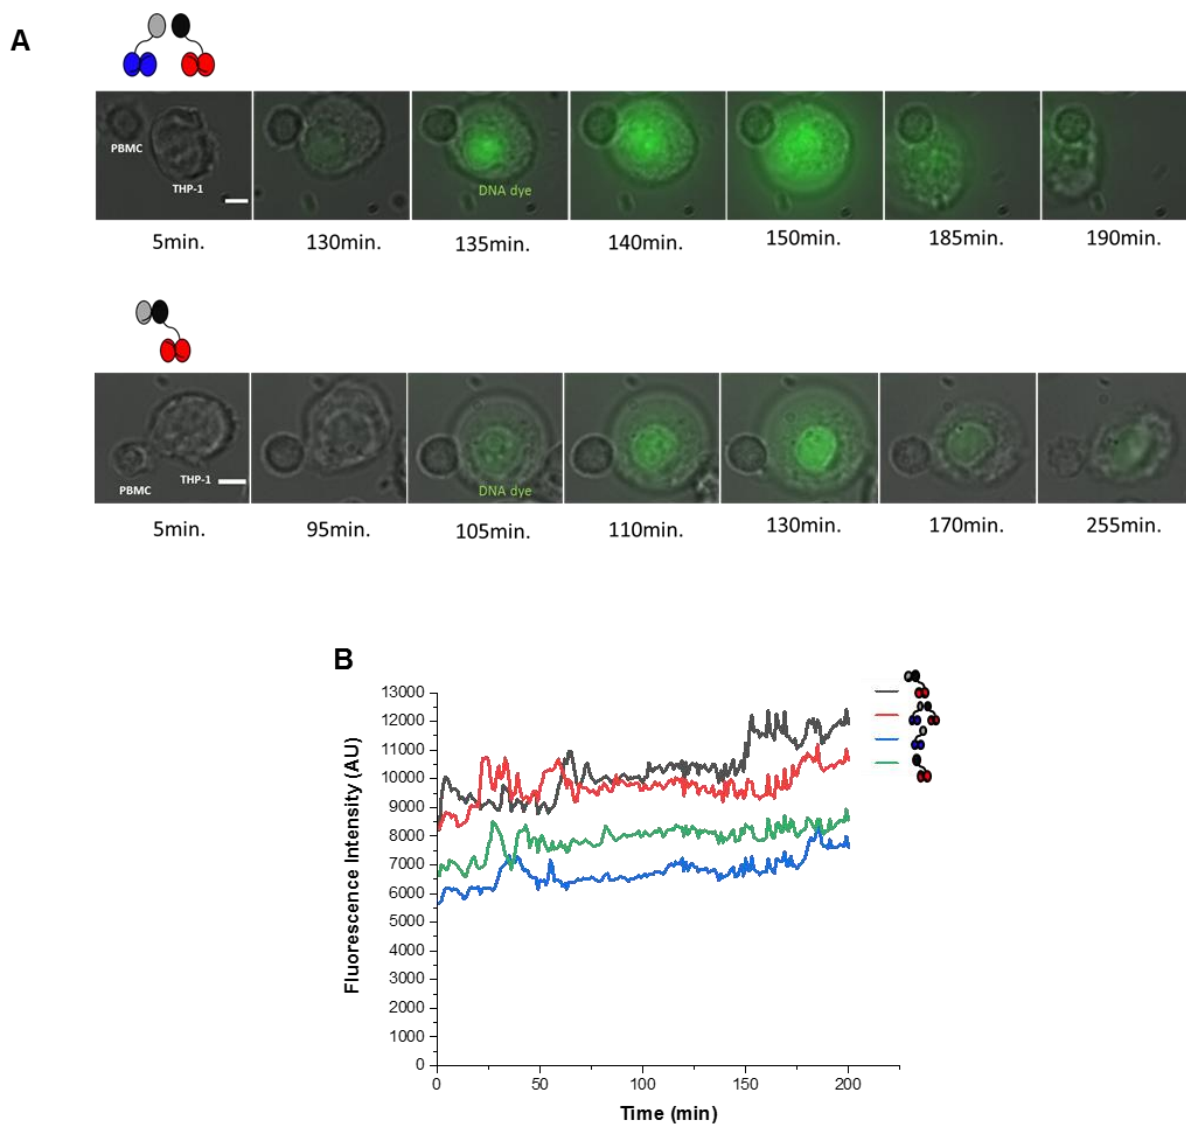 A
PBMC
THP-1
DNA dye
5min. 130min. 135min. 140min. 150min. 185min. 190min.
PBMC
THP-1
DNA dye
5min. 95min. 105min. 110min. 130min. 170min. 255min.
B
13000
12000
11000
10000
9000
8000
7000
6000
5000
4000
3000
2000
1000
0
Fluorescence Intensity (AU)
0 50 100 150 200
Time (min)